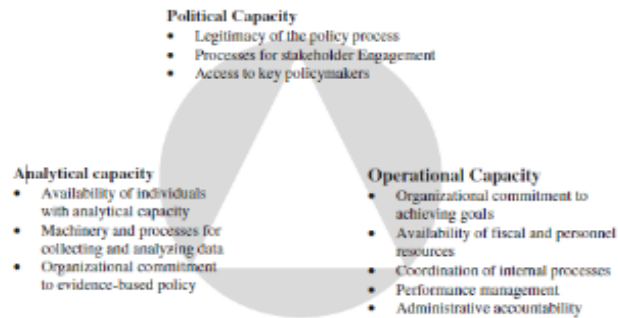 Political Capacity
• Legitimacy of the policy process
• Processes for stakeholder Engagement
• Access to key policymakers
Analytical capacity
• Availability of individuals
with analytical capacity
• Machinery and processes for
collecting and analyzing data
• Organizational commitment
to evidence-based policy
Operational Capacity
• Organizational commitment to
achieving goals
• Availability of fiscal and personnel
resources
• Coordination of internal processes
• Performance management
• Administrative accountability